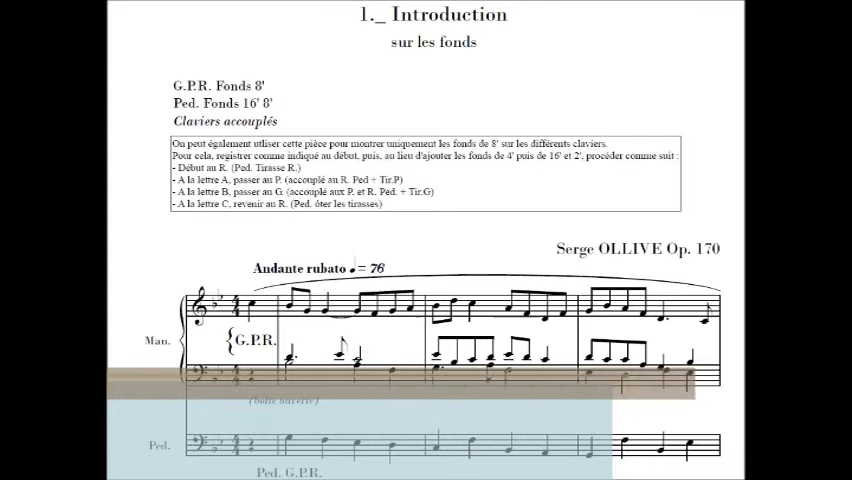 1._ Introduction
sur les fonds
G.P.R. Fonds 8'
Ped. Fonds 16' 8'
Claviers accouplés
On peut également utliser cette pièce pour montrer uniquement les fonds de 8' sur les différents claviers.
Pour cela, registrer comme indiqué au début, puis, au lieu d'ajouter les fonds de 4' puis de 16' et 2', procéder comme suit :
- Début au R. (Ped. Tirasse R.)
- A la lettre A, passer au P. (accouplé au R. Ped + Tir.P)
- A la lettre B, passer au G. (accouplé aux P. et R. Ped. + Tir.G)
- A la lettre C, revenir au R. (Ped. ôter les tirasses)
Serge OLLIVE Op. 170
Andante rubato ♩= 76
Man.
G.P.R.
(boîte ouverte)
Ped.
Ped. G.P.R.